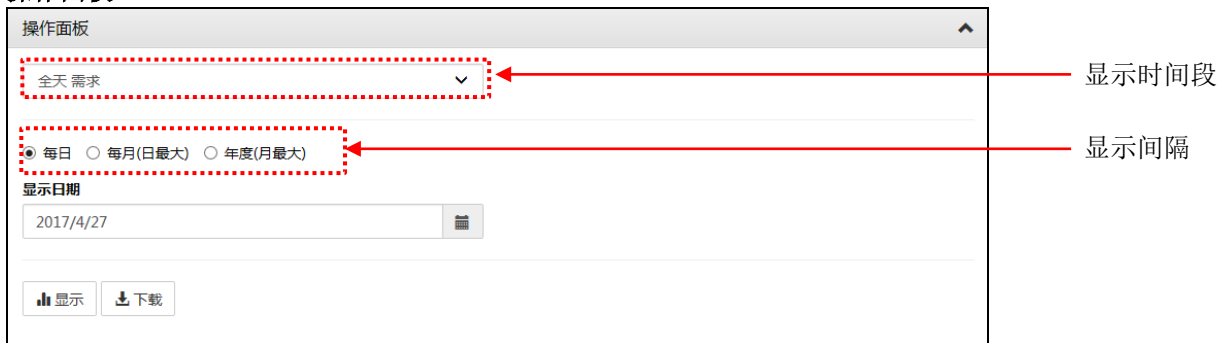 操作面板
全天 需求
显示时间段
每日 每月(日最大) 年度(月最大)
显示间隔
显示日期
2017/4/27
显示 下载